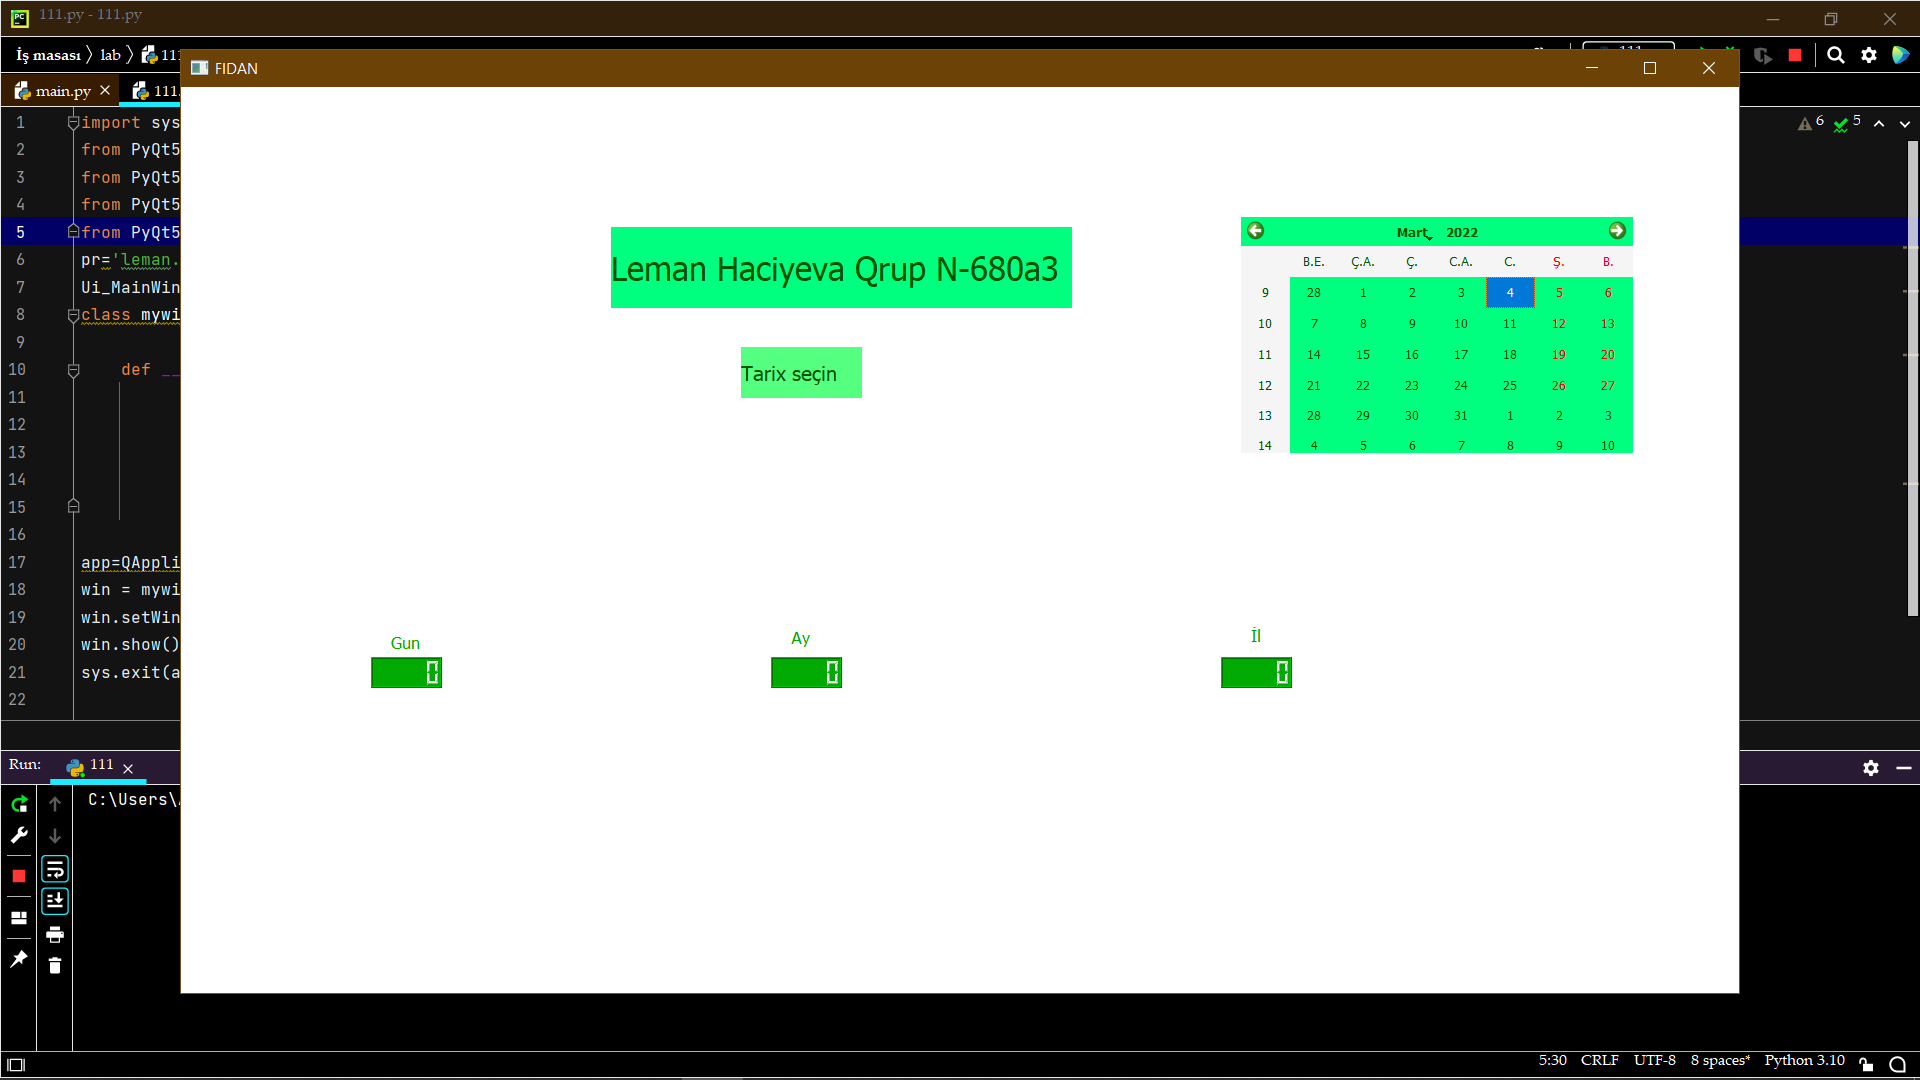 111.py - 111.py
İş masası lab 111
FIDAN
main.py 111.
6 5
1 import sys
2 from PyQt5
3 from PyQt5
4 from PyQt5
5 from PyQt5
6 pr='leman.
7 Ui_MainWin
8 class mywi
9
10 def __
11
12
13
14
15
16
17 app=QAppli
18 win = mywi
19 win.setWin
20 win.show()
21 sys.exit(a
22
Leman Haciyeva Qrup N-680a3
Tarix seçin
Mart 2022
B.E. Ç.A. Ç. C.A. C. Ş. B.
9 28 1 2 3 4 5 6
10 7 8 9 10 11 12 13
11 14 15 16 17 18 19 20
12 21 22 23 24 25 26 27
13 28 29 30 31 1 2 3
14 4 5 6 7 8 9 10
Gun Ay İl
0 0 0
Run: 111
C:\Users\
5:30 CRLF UTF-8 8 spaces* Python 3.10